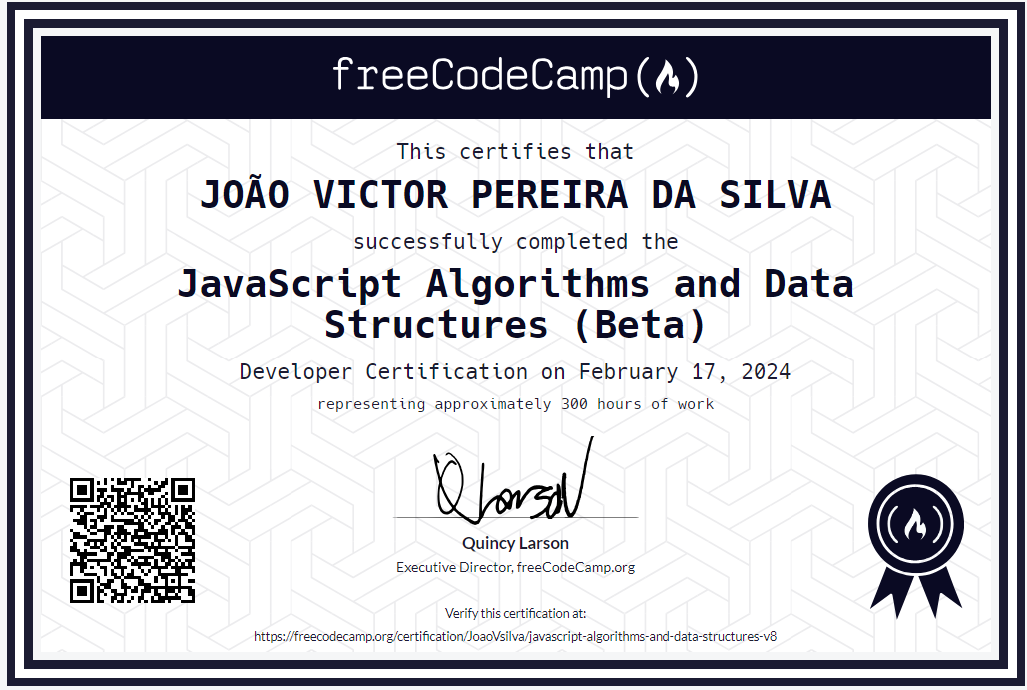 freeCodeCamp
This certifies that
JOÃO VICTOR PEREIRA DA SILVA
successfully completed the
JavaScript Algorithms and Data
Structures (Beta)
Developer Certification on February 17, 2024
representing approximately 300 hours of work
Quincy Larson
Executive Director, freeCodeCamp.org
Verify this certification at:
https://freecodecamp.org/certification/JoaoVsilva/javascript-algorithms-and-data-structures-v8